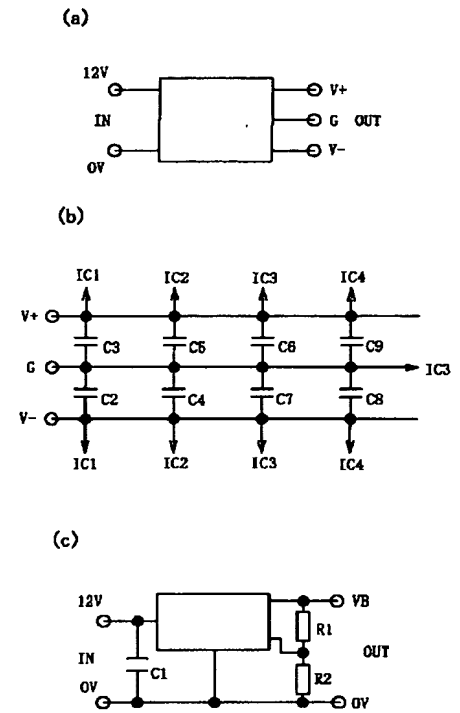 (a)
12V
V+
IN
G OUT
0V
V-
(b)
IC1 IC2 IC3 IC4
V+
C3 C5 C6 C9
G
IC3
C2 C4 C7 C8
V-
IC1 IC2 IC3 IC4
(c)
12V
VB
R1
IN
OUT
C1
R2
0V
0V